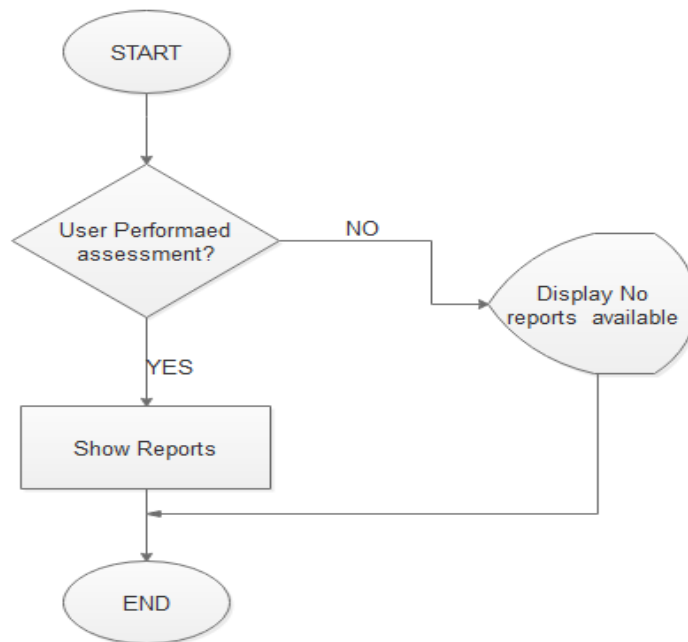 START
User Performaed
assessment?
NO
Display No
reports available
YES
Show Reports
END